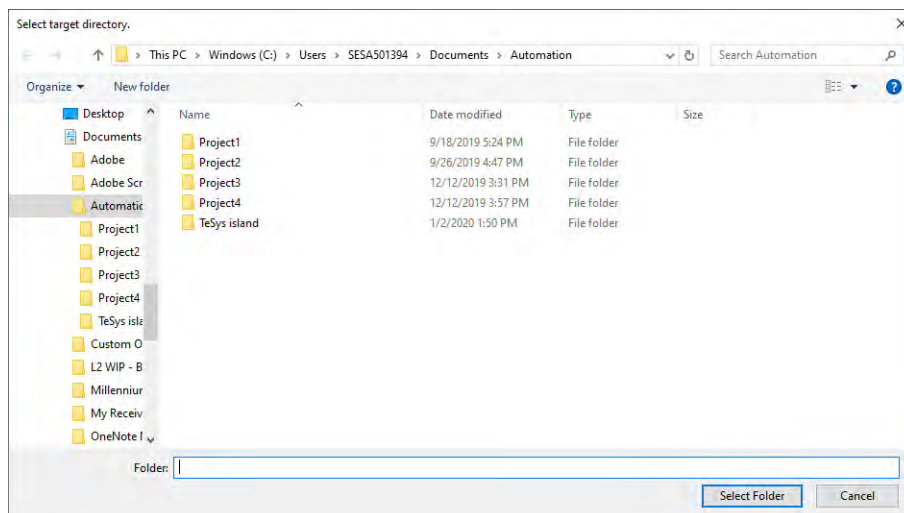 Select target directory.
This PC > Windows (C:) > Users > SESA501394 > Documents > Automation
Search Automation
Organize
New folder
Name
Date modified
Type
Size
Desktop
Documents
Adobe
Adobe Scr
Automatic
Project1
Project2
Project3
Project4
TeSys isla
Custom O
L2 WIP - B
Millenniur
My Receiv
OneNote I
Project1 9/18/2019 5:24 PM File folder
Project2 9/26/2019 4:47 PM File folder
Project3 12/12/2019 3:31 PM File folder
Project4 12/12/2019 3:57 PM File folder
TeSys island 1/2/2020 1:50 PM File folder
Folder:
Select Folder
Cancel